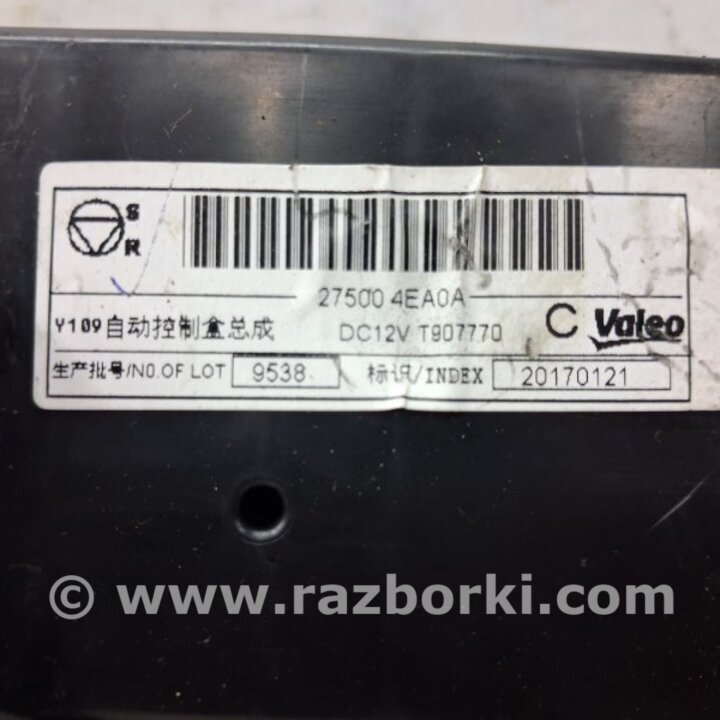 S
R
27500 4EA0A
Y109自动控制盒总成 DC12V T907770 C Valeo
生产批号/NO.OF LOT 9538 标识/INDEX 20170121
© www.razborki.com